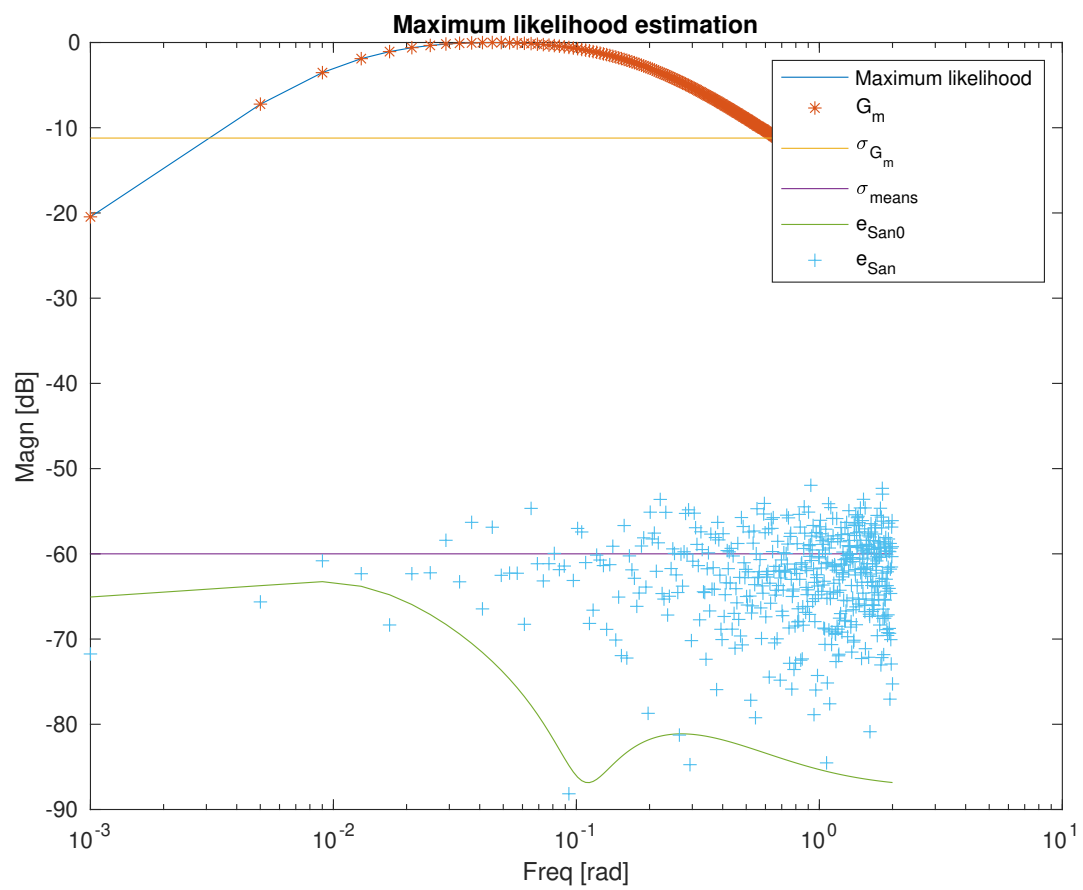 Maximum likelihood estimation
Magn [dB]
0
-10
-20
-30
-40
-50
-60
-70
-80
-90
10^-3
10^-2
10^-1
10^0
10^1
Freq [rad]
Maximum likelihood
G_m
σ_G_m
σ_means
e_San0
e_San